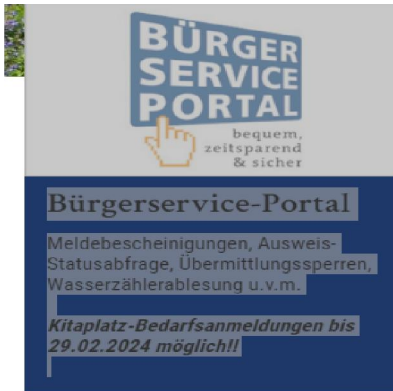 BÜRGER
SERVICE
PORTAL
bequem,
zeitsparend
& sicher
Bürgerservice-Portal
Meldebescheinigungen, Ausweis-
Statusabfrage, Übermittlungssperren,
Wasserzählerablesung u.v.m.
Kitaplatz-Bedarfsanmeldungen bis
29.02.2024 möglich!!